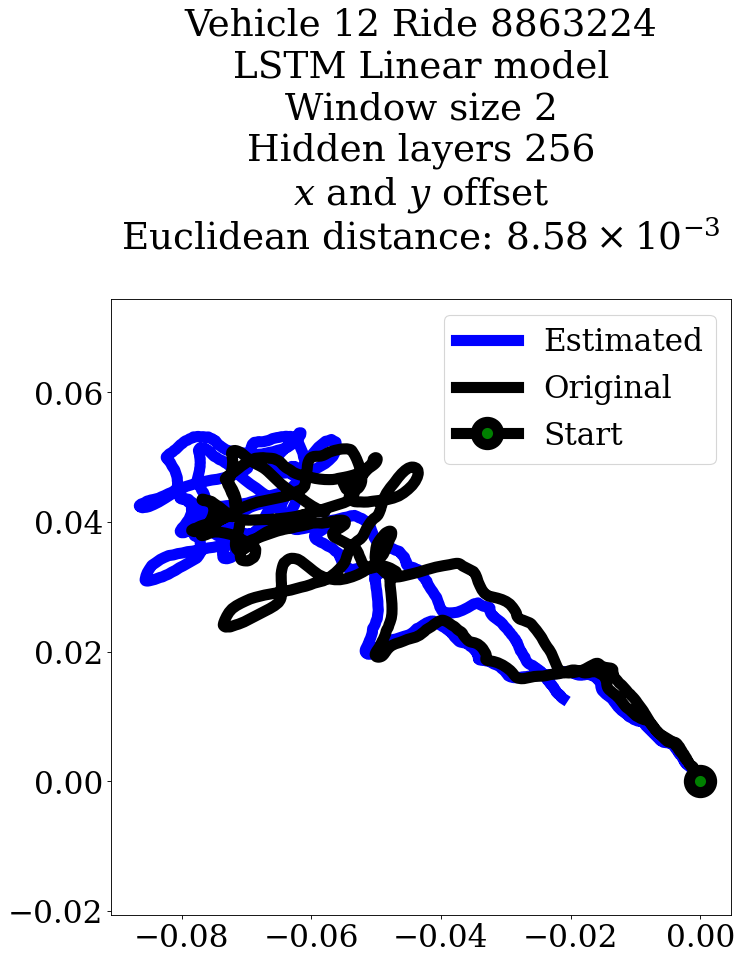 Vehicle 12 Ride 8863224
LSTM Linear model
Window size 2
Hidden layers 256
x and y offset
Euclidean distance: 8.58 × 10⁻³
Estimated
Original
Start
0.06
0.04
0.02
0.00
−0.02
−0.08 −0.06 −0.04 −0.02 0.00